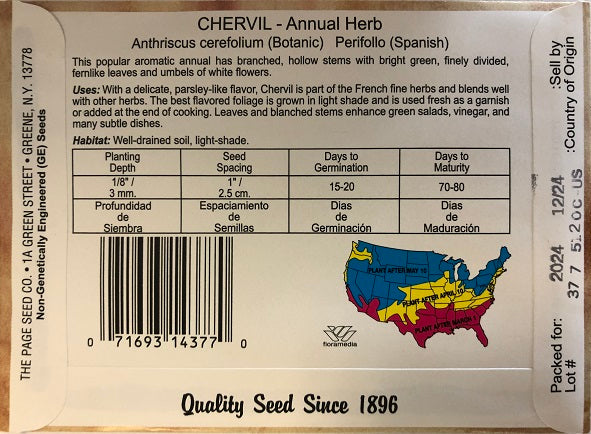 CHERVIL - Annual Herb
Anthriscus cerefolium (Botanic) Perifollo (Spanish)
This popular aromatic annual has branched, hollow stems with bright green, finely divided,
fernlike leaves and umbels of white flowers.
Uses: With a delicate, parsley-like flavor, Chervil is part of the French fine herbs and blends well
with other herbs. The best flavored foliage is grown in light shade and is used fresh as a garnish
or added at the end of cooking. Leaves and blanched stems enhance green salads, vinegar, and
many subtle dishes.
Habitat: Well-drained soil, light-shade.
Planting Depth Seed Spacing Days to Germination Days to Maturity
1/8" / 3 mm. 1" / 2.5 cm. 15-20 70-80
Profundidad de Siembra Espaciamiento de Semillas Dias de Germinación Dias de Maduración
0 71693 14377 0
PLANT AFTER MAY 10
PLANT AFTER APRIL 10
PLANT AFTER MARCH 1
floramedia
Quality Seed Since 1896
THE PAGE SEED CO. • 1A GREEN STREET • GREENE, N.Y. 13778
Non-Genetically Engineered (GE) Seeds
Packed for: 2024 12/24 :Sell by
Lot # 37 7 512OC US :Country of Origin